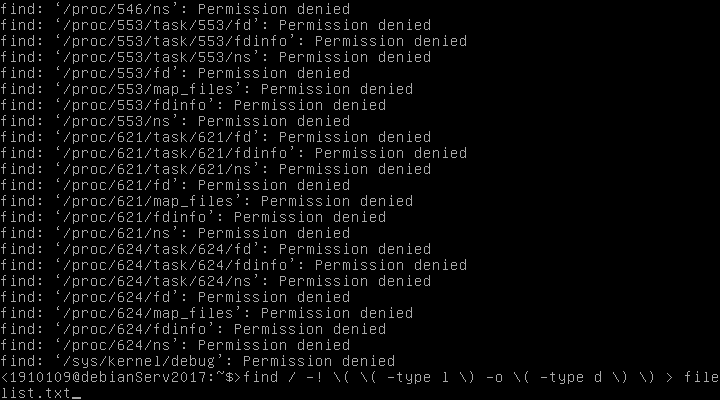 find: ‘/proc/546/ns’: Permission denied
find: ‘/proc/553/task/553/fd’: Permission denied
find: ‘/proc/553/task/553/fdinfo’: Permission denied
find: ‘/proc/553/task/553/ns’: Permission denied
find: ‘/proc/553/fd’: Permission denied
find: ‘/proc/553/map_files’: Permission denied
find: ‘/proc/553/fdinfo’: Permission denied
find: ‘/proc/553/ns’: Permission denied
find: ‘/proc/621/task/621/fd’: Permission denied
find: ‘/proc/621/task/621/fdinfo’: Permission denied
find: ‘/proc/621/task/621/ns’: Permission denied
find: ‘/proc/621/fd’: Permission denied
find: ‘/proc/621/map_files’: Permission denied
find: ‘/proc/621/fdinfo’: Permission denied
find: ‘/proc/621/ns’: Permission denied
find: ‘/proc/624/task/624/fd’: Permission denied
find: ‘/proc/624/task/624/fdinfo’: Permission denied
find: ‘/proc/624/task/624/ns’: Permission denied
find: ‘/proc/624/fd’: Permission denied
find: ‘/proc/624/map_files’: Permission denied
find: ‘/proc/624/fdinfo’: Permission denied
find: ‘/proc/624/ns’: Permission denied
find: ‘/sys/kernel/debug’: Permission denied
<1910109@debianServ2017:~$>find / -! \( \( -type l \) -o \( -type d \) \) > file
list.txt_